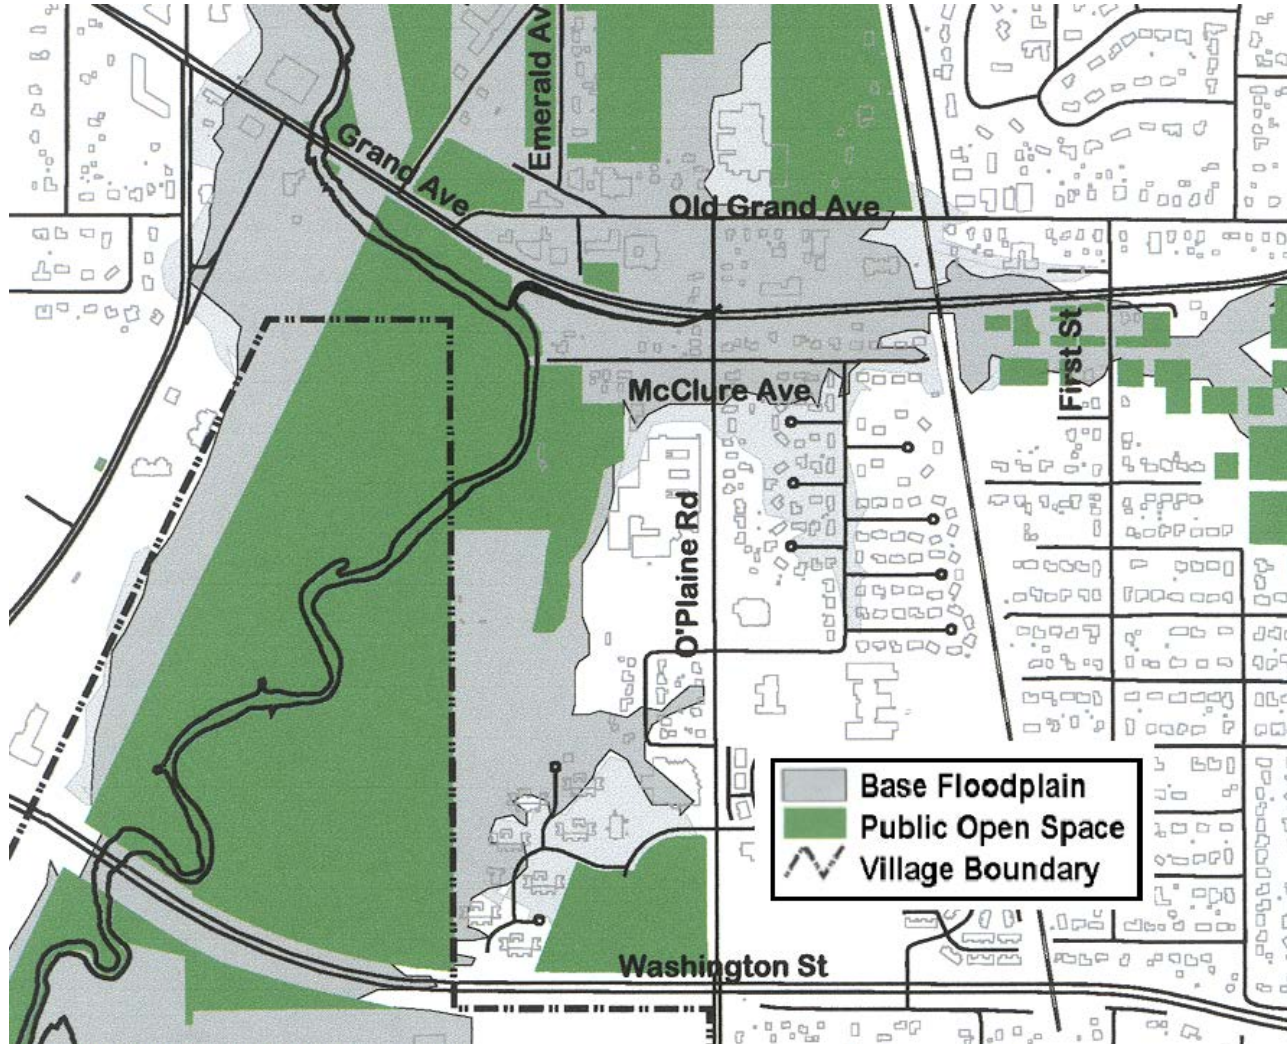 Emerald Av
Grand Ave
Old Grand Ave
McClure Ave
First St
O'Plaine Rd
Base Floodplain
Public Open Space
Village Boundary
Washington St